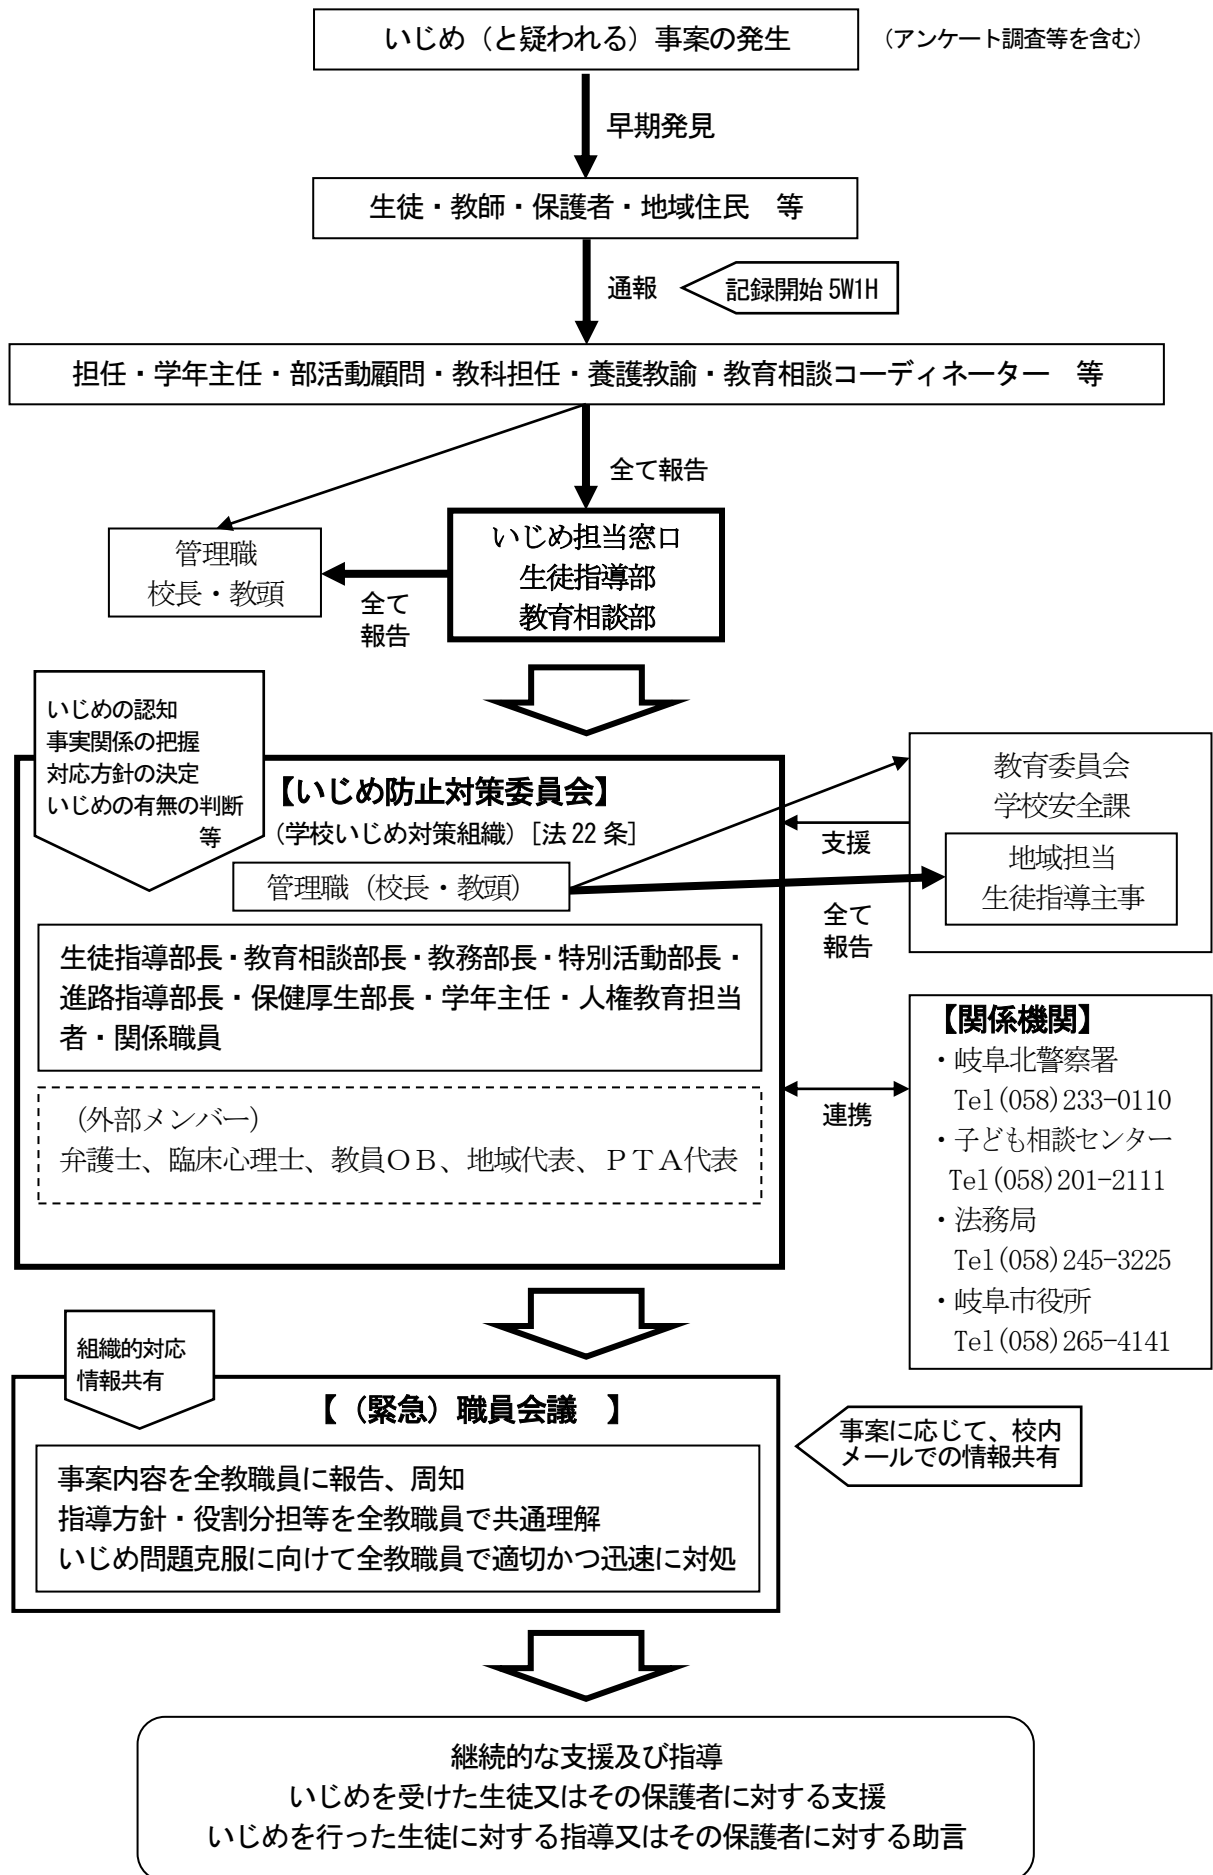 いじめ（と疑われる）事案の発生
（アンケート調査等を含む）
早期発見
生徒・教師・保護者・地域住民　等
通報
記録開始 5W1H
担任・学年主任・部活動顧問・教科担任・養護教諭・教育相談コーディネーター　等
全て報告
管理職
校長・教頭
全て
報告
いじめ担当窓口
生徒指導部
教育相談部
いじめの認知
事実関係の把握
対応方針の決定
いじめの有無の判断
等
【いじめ防止対策委員会】
（学校いじめ対策組織）［法 22 条］
管理職（校長・教頭）
生徒指導部長・教育相談部長・教務部長・特別活動部長・
進路指導部長・保健厚生部長・学年主任・人権教育担当
者・関係職員
（外部メンバー）
弁護士、臨床心理士、教員ＯＢ、地域代表、ＰＴＡ代表
支援
全て
報告
教育委員会
学校安全課
地域担当
生徒指導主事
連携
【関係機関】
・岐阜北警察署
Tel(058)233-0110
・子ども相談センター
Tel(058)201-2111
・法務局
Tel(058)245-3225
・岐阜市役所
Tel(058)265-4141
組織的対応
情報共有
【（緊急）職員会議　】
事案に応じて、校内
メールでの情報共有
事案内容を全教職員に報告、周知
指導方針・役割分担等を全教職員で共通理解
いじめ問題克服に向けて全教職員で適切かつ迅速に対処
継続的な支援及び指導
いじめを受けた生徒又はその保護者に対する支援
いじめを行った生徒に対する指導又はその保護者に対する助言